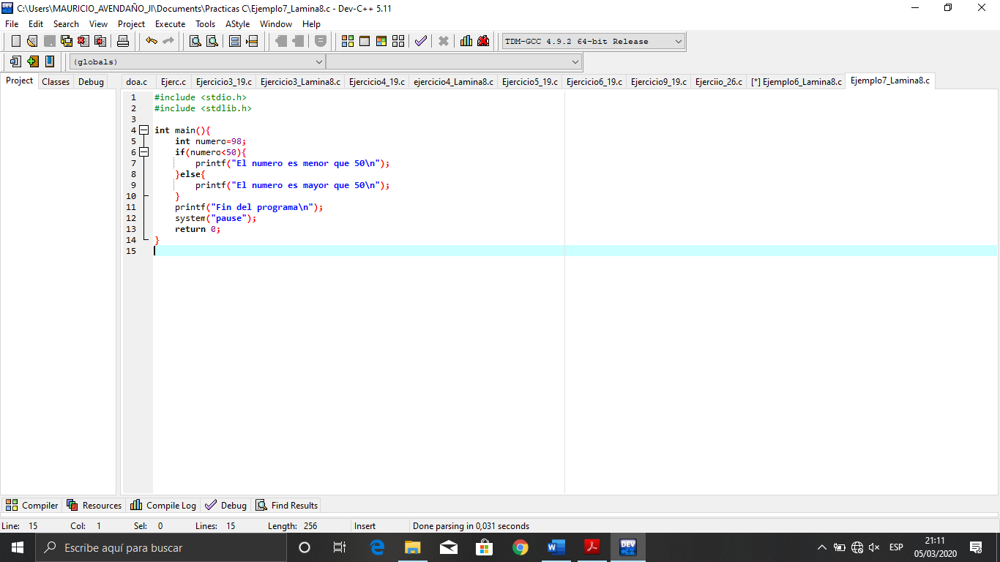 C:\Users\MAURICIO_AVENDAÑO_JI\Documents\Practicas C\Ejemplo7_Lamina8.c - Dev-C++ 5.11
File Edit Search View Project Execute Tools AStyle Window Help
TDM-GCC 4.9.2 64-bit Release
(globals)
Project Classes Debug doa.c Ejerc.c Ejercicio3_19.c Ejercicio3_Lamina8.c Ejercicio4_19.c ejercicio4_Lamina8.c Ejercicio5_19.c Ejercicio6_19.c Ejercicio9_19.c Ejerciio_26.c [*] Ejemplo6_Lamina8.c Ejemplo7_Lamina8.c
1 #include <stdio.h>
2 #include <stdlib.h>
3
4 int main(){
5 int numero=98;
6 if(numero<50){
7 printf("El numero es menor que 50\n");
8 }else{
9 printf("El numero es mayor que 50\n");
10 }
11 printf("Fin del programa\n");
12 system("pause");
13 return 0;
14 }
15
Compiler Resources Compile Log Debug Find Results
Line: 15 Col: 1 Sel: 0 Lines: 15 Length: 256 Insert Done parsing in 0,031 seconds
Escribe aquí para buscar
DEV
ESP
21:11
05/03/2020